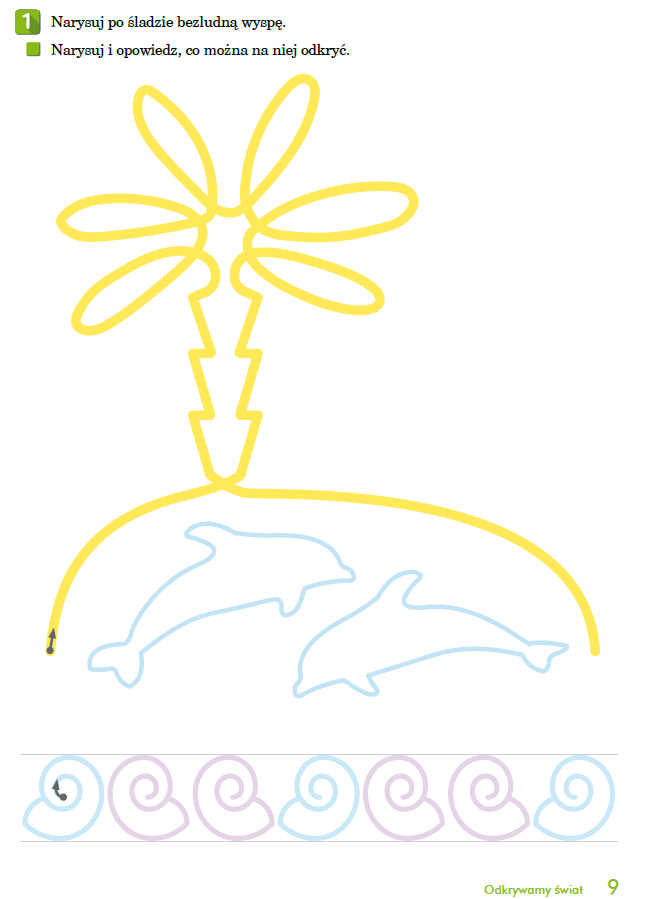 1 Narysuj po śladzie bezludną wyspę.
Narysuj i opowiedz, co można na niej odkryć.
Odkrywamy świat 9